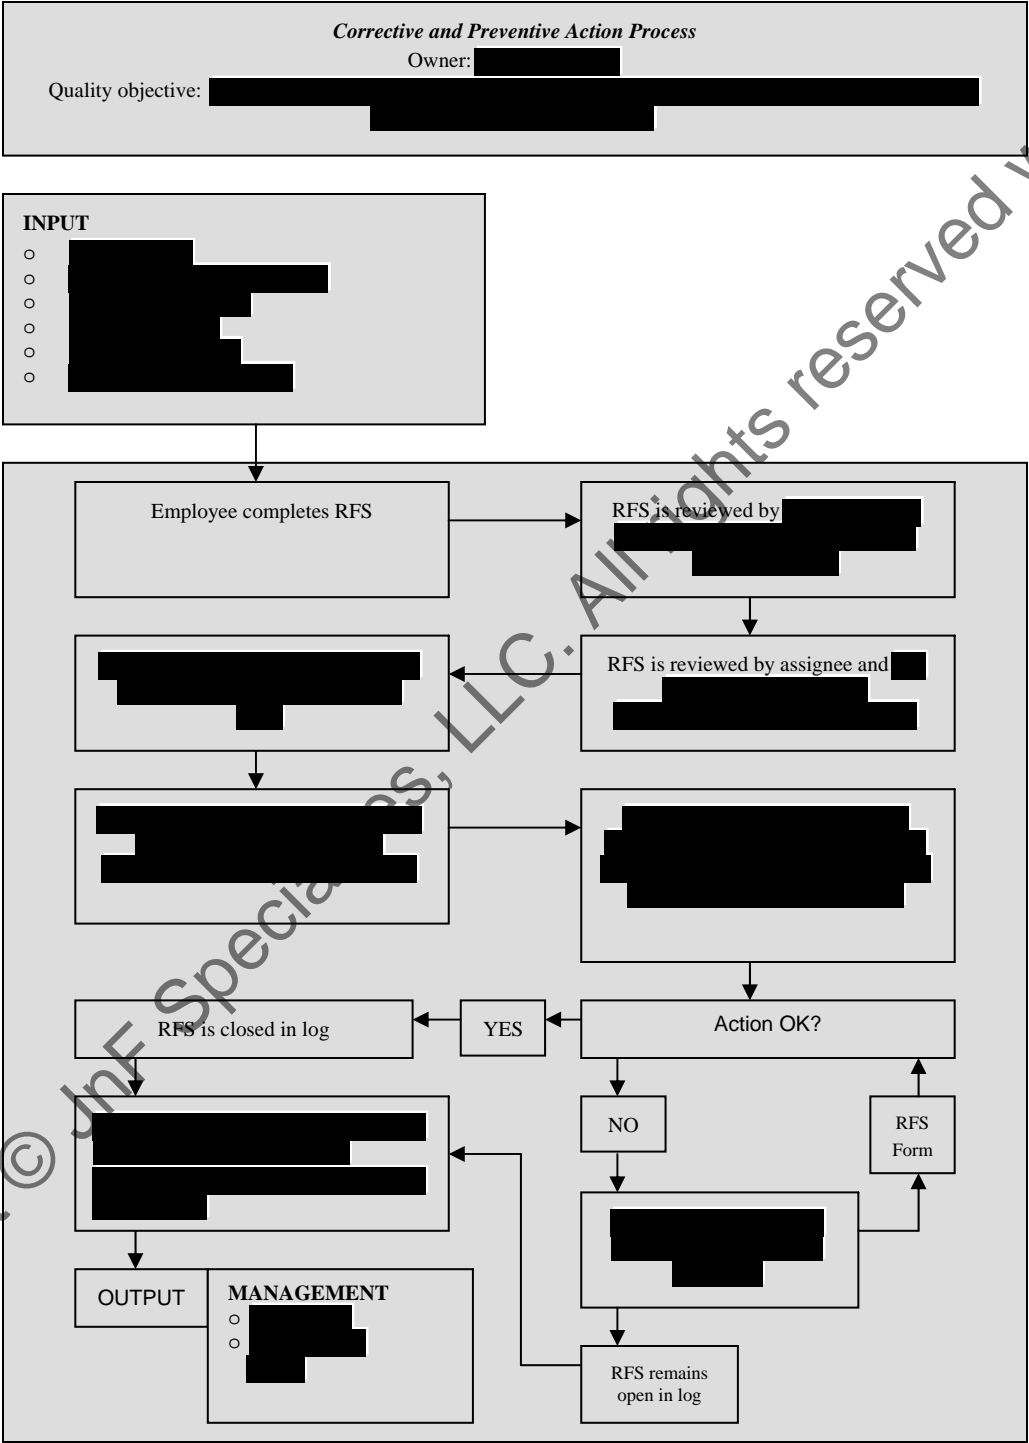 Corrective and Preventive Action Process
Owner:
Quality objective:
INPUT
Employee completes RFS
RFS is reviewed by
RFS is reviewed by assignee and
RFS is closed in log
YES
Action OK?
NO
RFS
Form
OUTPUT
MANAGEMENT
RFS remains
open in log
© JnF Specialties, LLC. All rights reserved